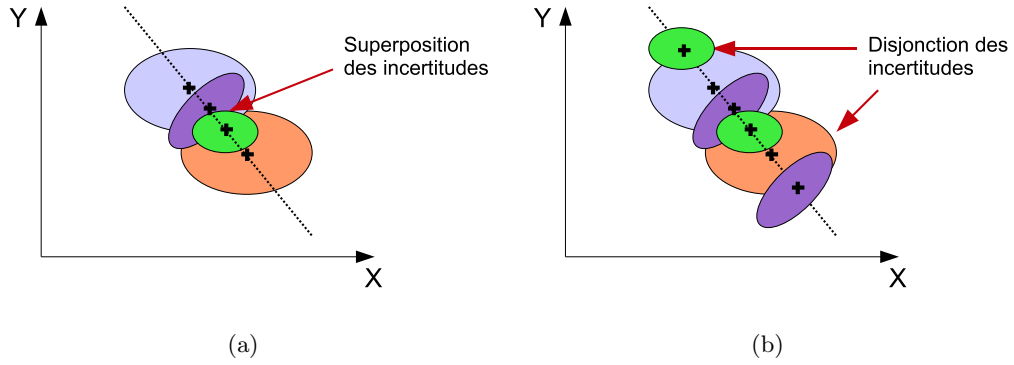 Y
Superposition
des incertitudes
X
(a)
Y
Disjonction des
incertitudes
X
(b)